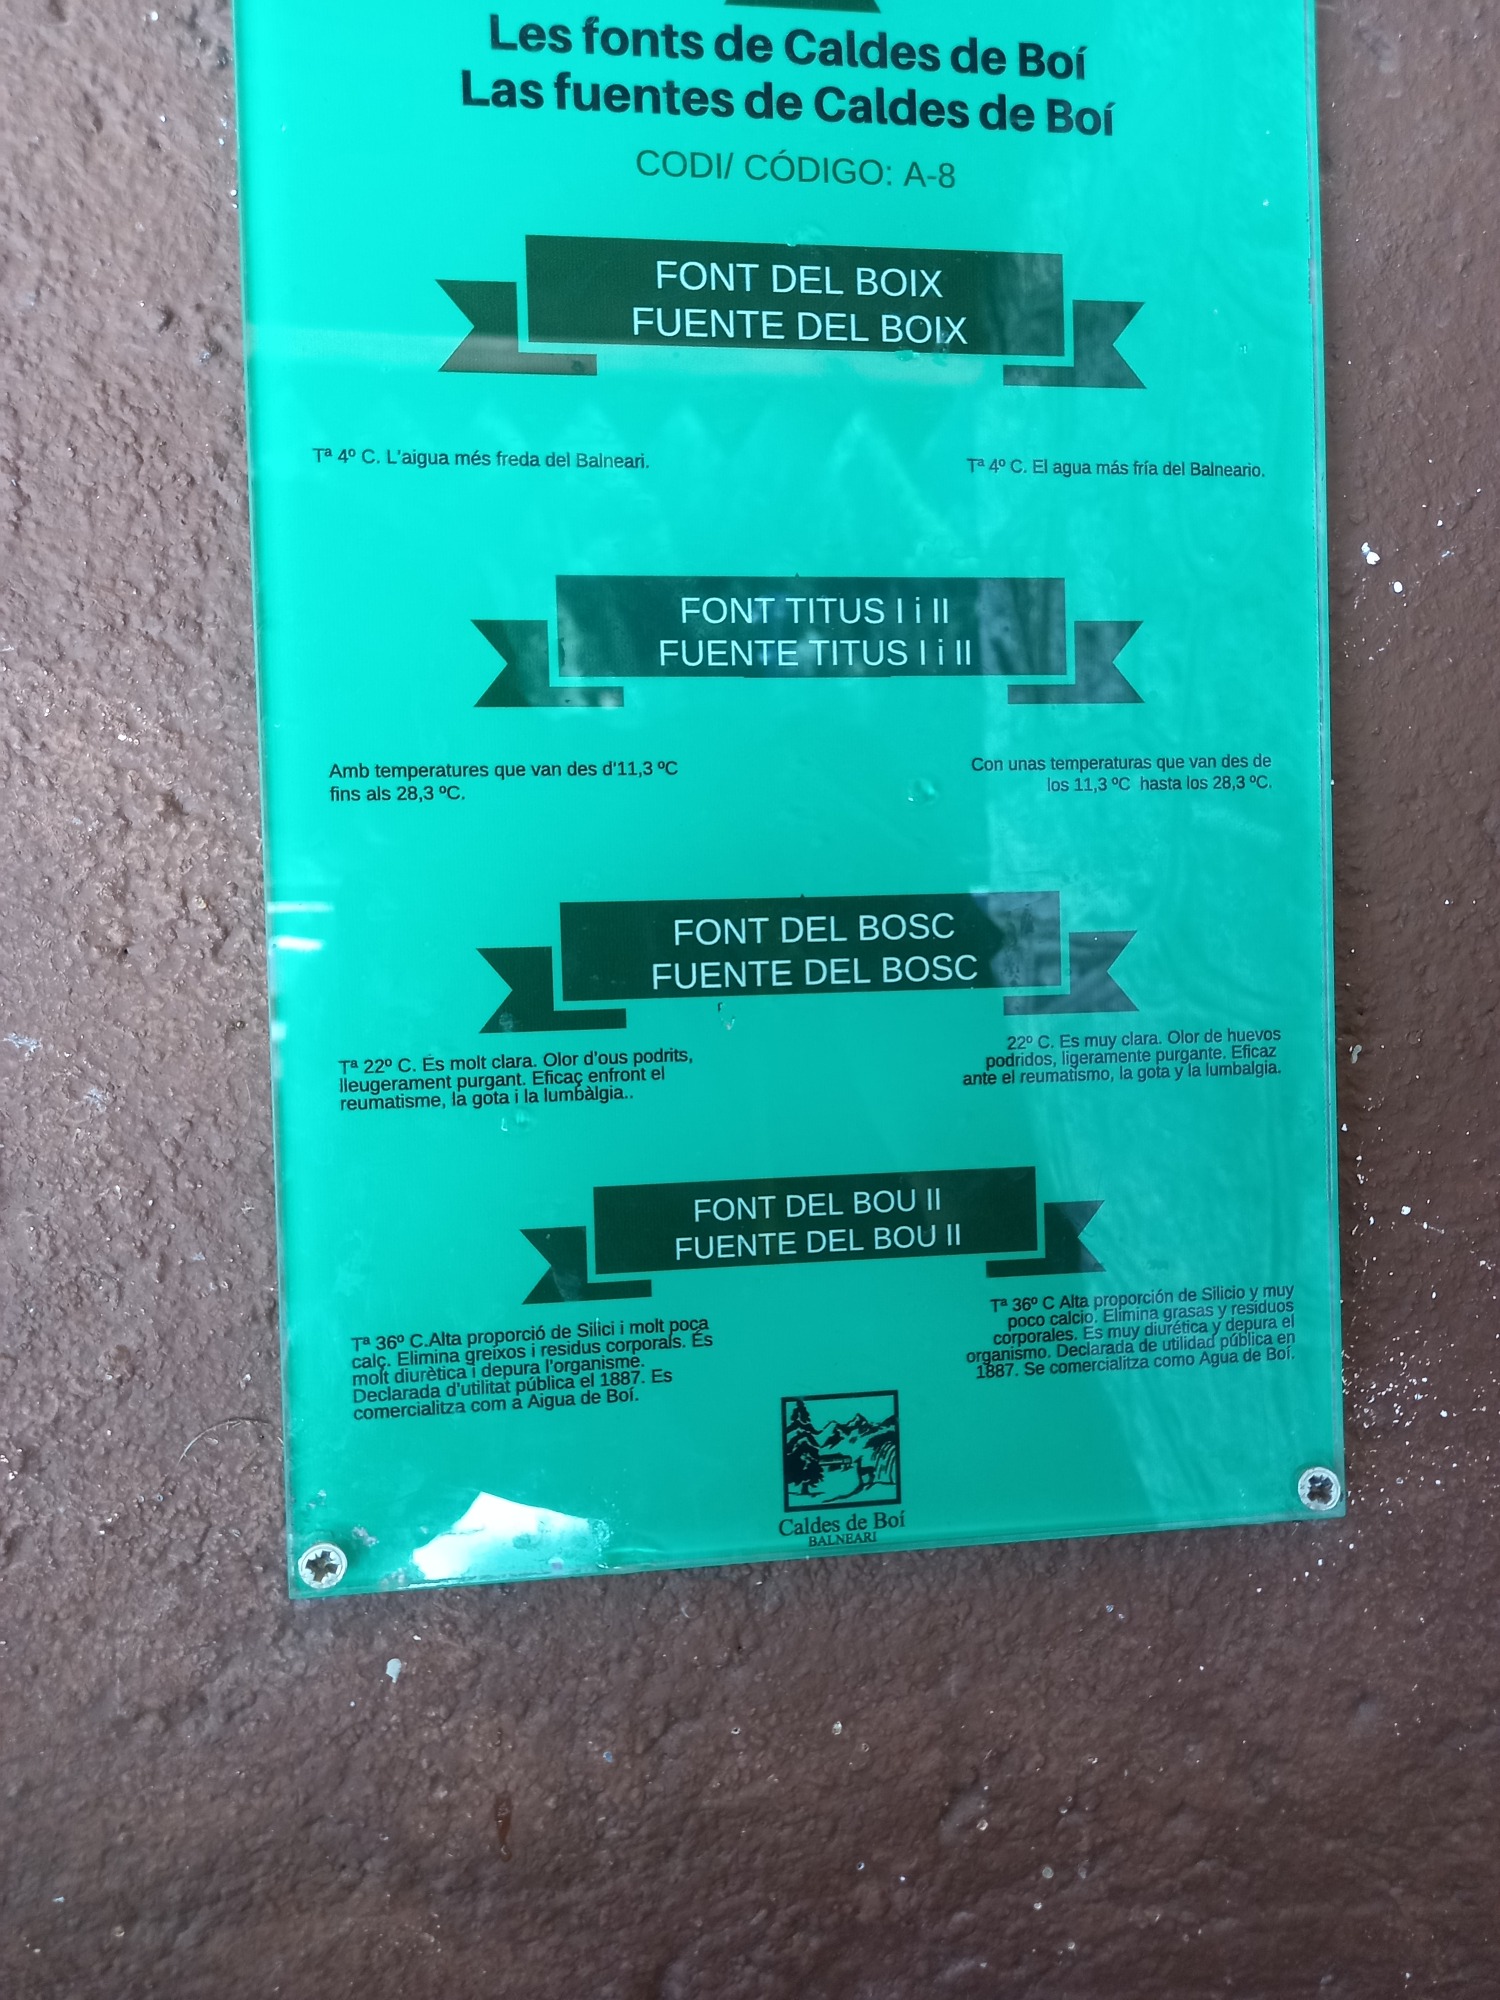 Les fonts de Caldes de Boí
Las fuentes de Caldes de Boí
CODI/ CÓDIGO: A-8
FONT DEL BOIX
FUENTE DEL BOIX
Tª 4º C. L'aigua més freda del Balneari.
Tª 4º C. El agua más fría del Balneario.
FONT TITUS I i II
FUENTE TITUS I i II
Amb temperatures que van des d'11,3 ºC
fins als 28,3 ºC.
Con unas temperaturas que van des de
los 11,3 ºC hasta los 28,3 ºC.
FONT DEL BOSC
FUENTE DEL BOSC
Tª 22º C. És molt clara. Olor d'ous podrits,
lleugerament purgant. Eficaç enfront el
reumatisme, la gota i la lumbàlgia..
22º C. Es muy clara. Olor de huevos
podridos, ligeramente purgante. Eficaz
ante el reumatismo, la gota y la lumbalgia.
FONT DEL BOU II
FUENTE DEL BOU II
Tª 36º C.Alta proporció de Silici i molt poca
calç. Elimina greixos i residus corporals. És
molt diurètica i depura l'organisme.
Declarada d'utilitat pública el 1887. Es
comercialitza com a Aigua de Boí.
Tª 36º C Alta proporción de Silicio y muy
poco calcio. Elimina grasas y residuos
corporales. Es muy diurética y depura el
organismo. Declarada de utilidad pública en
1887. Se comercialitza como Agua de Boí.
Caldes de Boí
BALNEARI